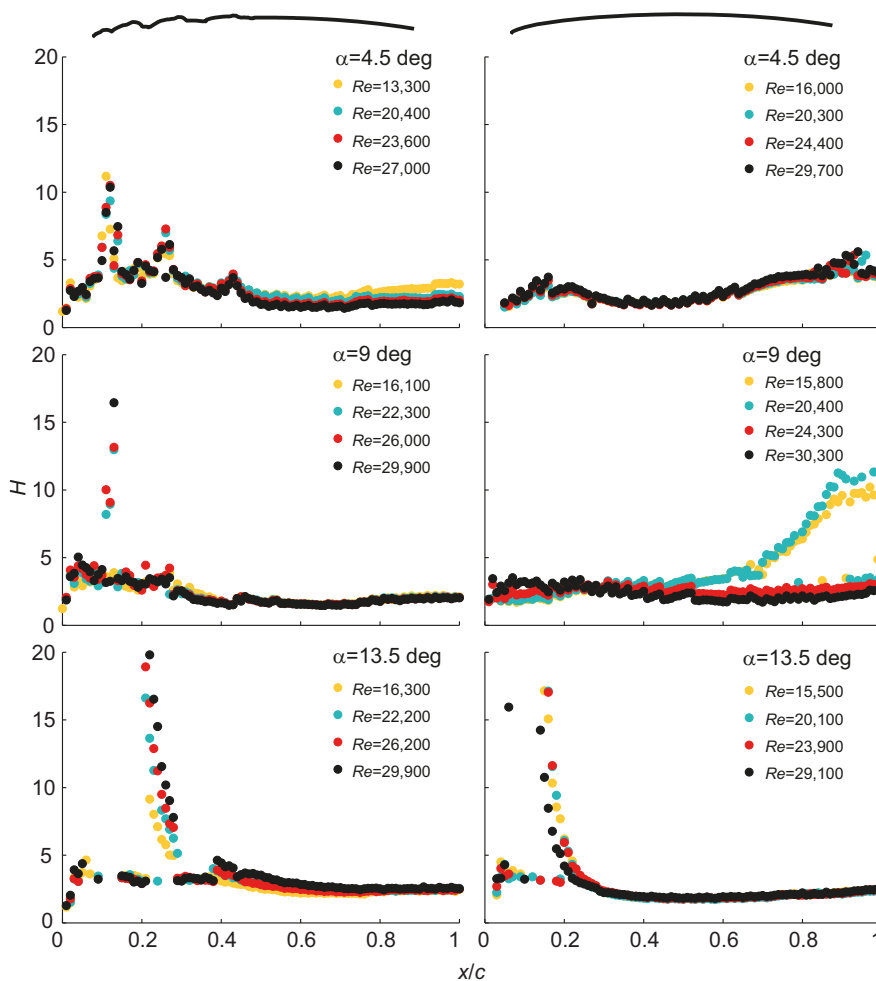 α=4.5 deg
Re=13,300
Re=20,400
Re=23,600
Re=27,000
20
15
10
5
0
α=4.5 deg
Re=16,000
Re=20,300
Re=24,400
Re=29,700
α=9 deg
Re=16,100
Re=22,300
Re=26,000
Re=29,900
20
15
10
5
0
H
α=9 deg
Re=15,800
Re=20,400
Re=24,300
Re=30,300
α=13.5 deg
Re=16,300
Re=22,200
Re=26,200
Re=29,900
20
15
10
5
0
0 0.2 0.4 0.6 0.8 1
α=13.5 deg
Re=15,500
Re=20,100
Re=23,900
Re=29,100
0 0.2 0.4 0.6 0.8 1
x/c